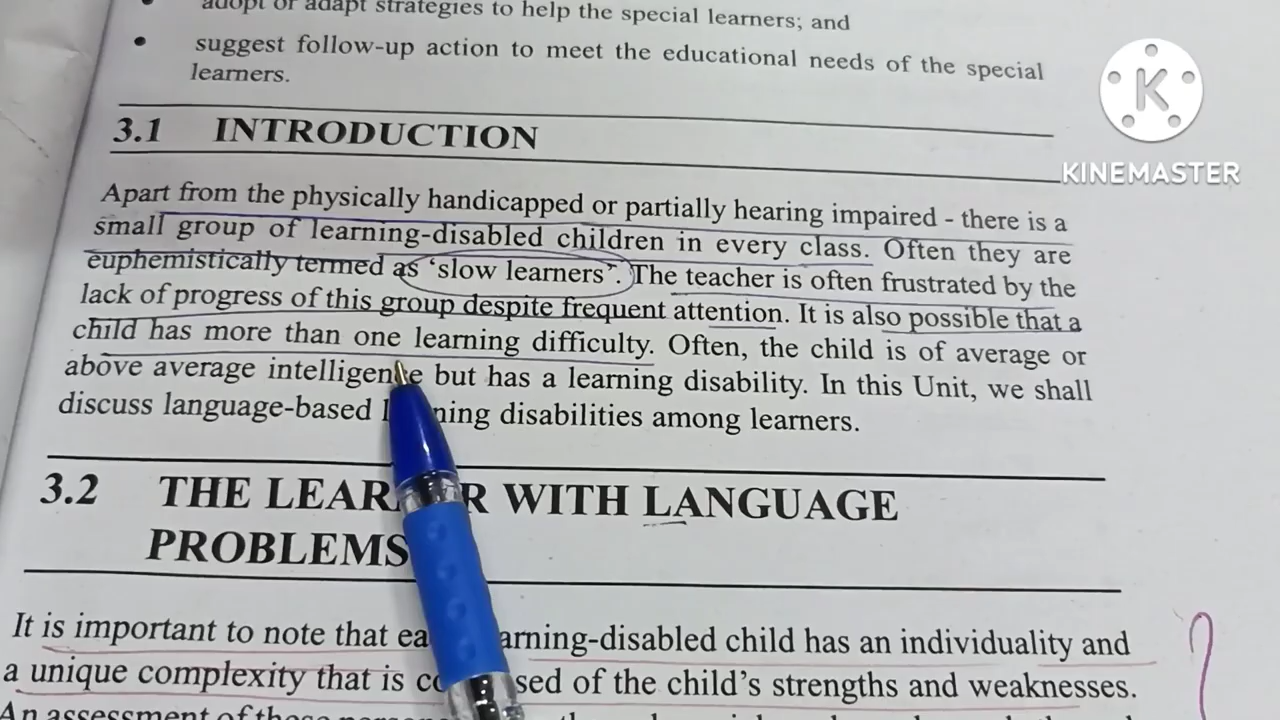 adopt or adapt strategies to help the special learners; and
• suggest follow-up action to meet the educational needs of the special
learners.
3.1 INTRODUCTION
KINEMASTER
Apart from the physically handicapped or partially hearing impaired - there is a
small group of learning-disabled children in every class. Often they are
euphemistically termed as 'slow learners'. The teacher is often frustrated by the
lack of progress of this group despite frequent attention. It is also possible that a
child has more than one learning difficulty. Often, the child is of average or
above average intelligence but has a learning disability. In this Unit, we shall
discuss language-based disabilities among learners.
3.2 THE WITH LANGUAGE
PROBLEMS
It is important to note that child has an individuality and
a unique complexity that is of the child's strengths and weaknesses.
An assessment of these